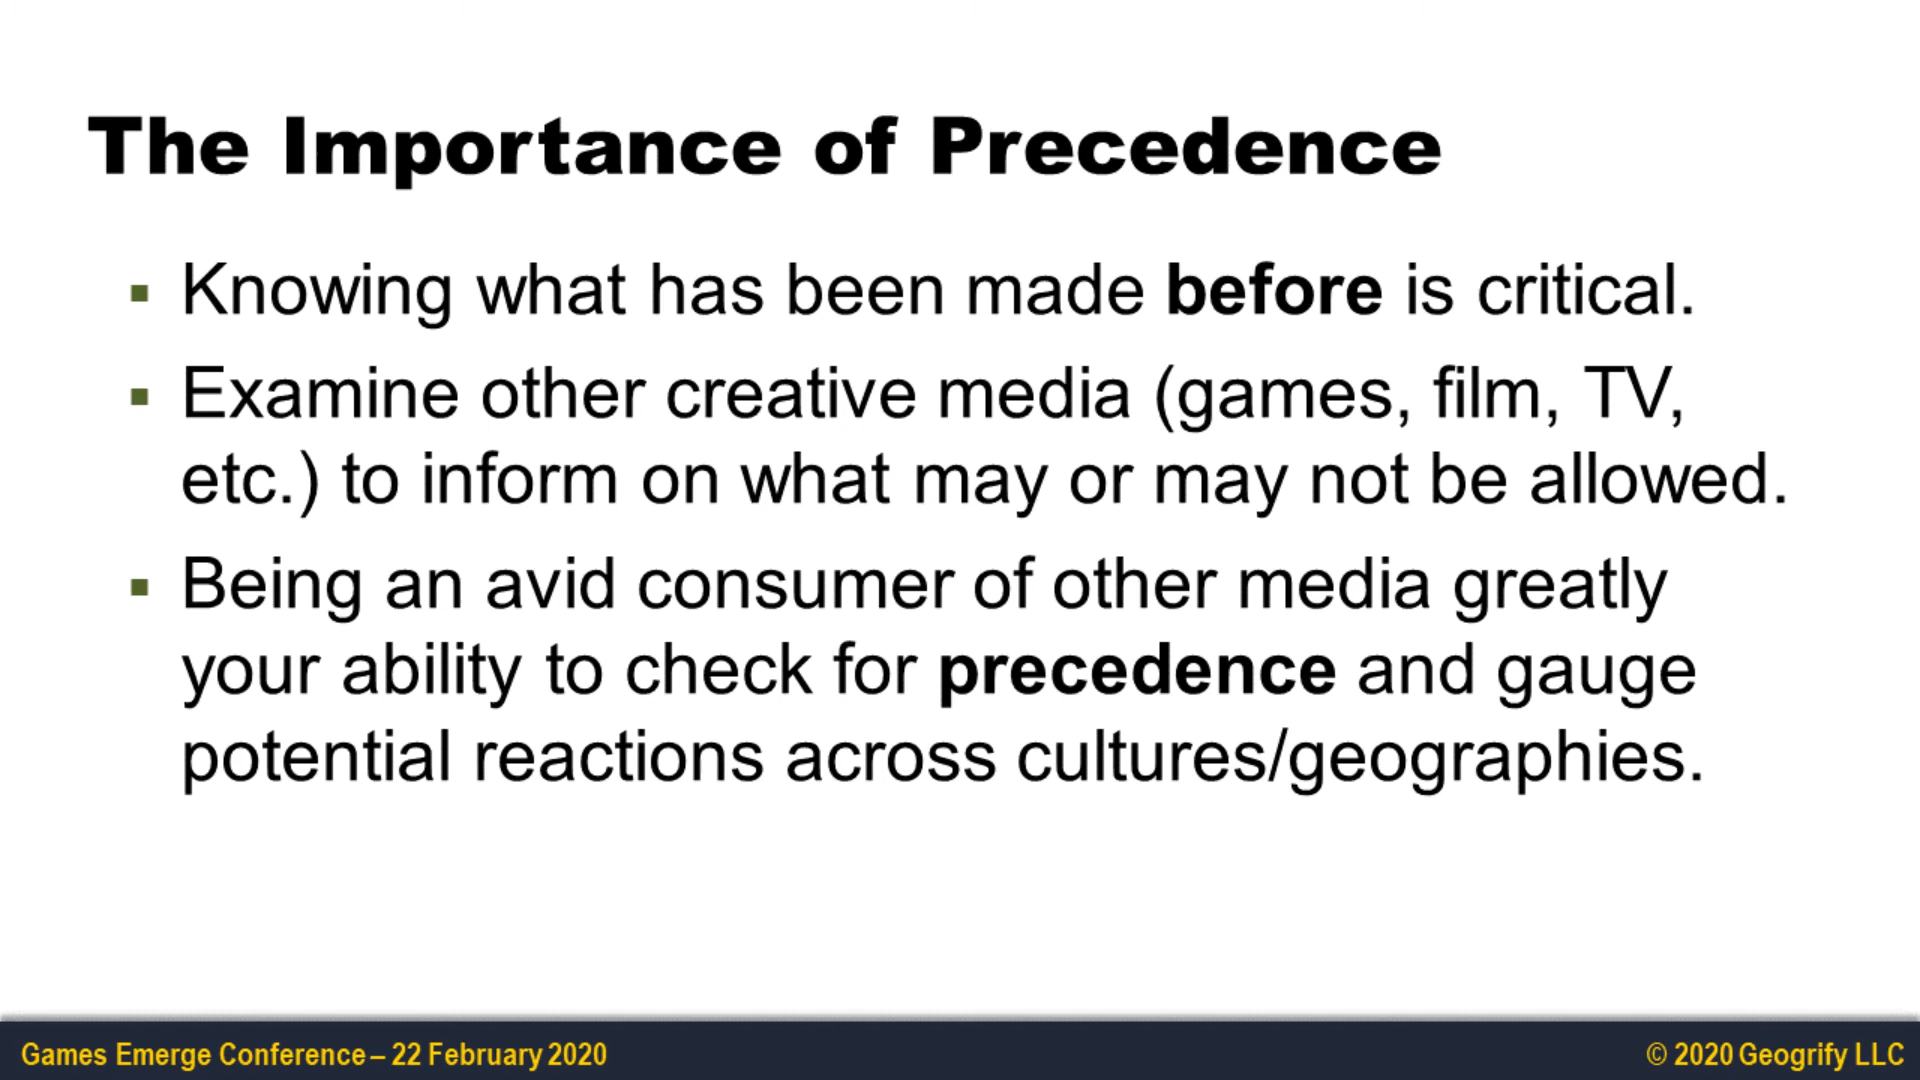 The Importance of Precedence
▪ Knowing what has been made before is critical.
▪ Examine other creative media (games, film, TV,
etc.) to inform on what may or may not be allowed.
▪ Being an avid consumer of other media greatly
your ability to check for precedence and gauge
potential reactions across cultures/geographies.
Games Emerge Conference – 22 February 2020
© 2020 Geogrify LLC